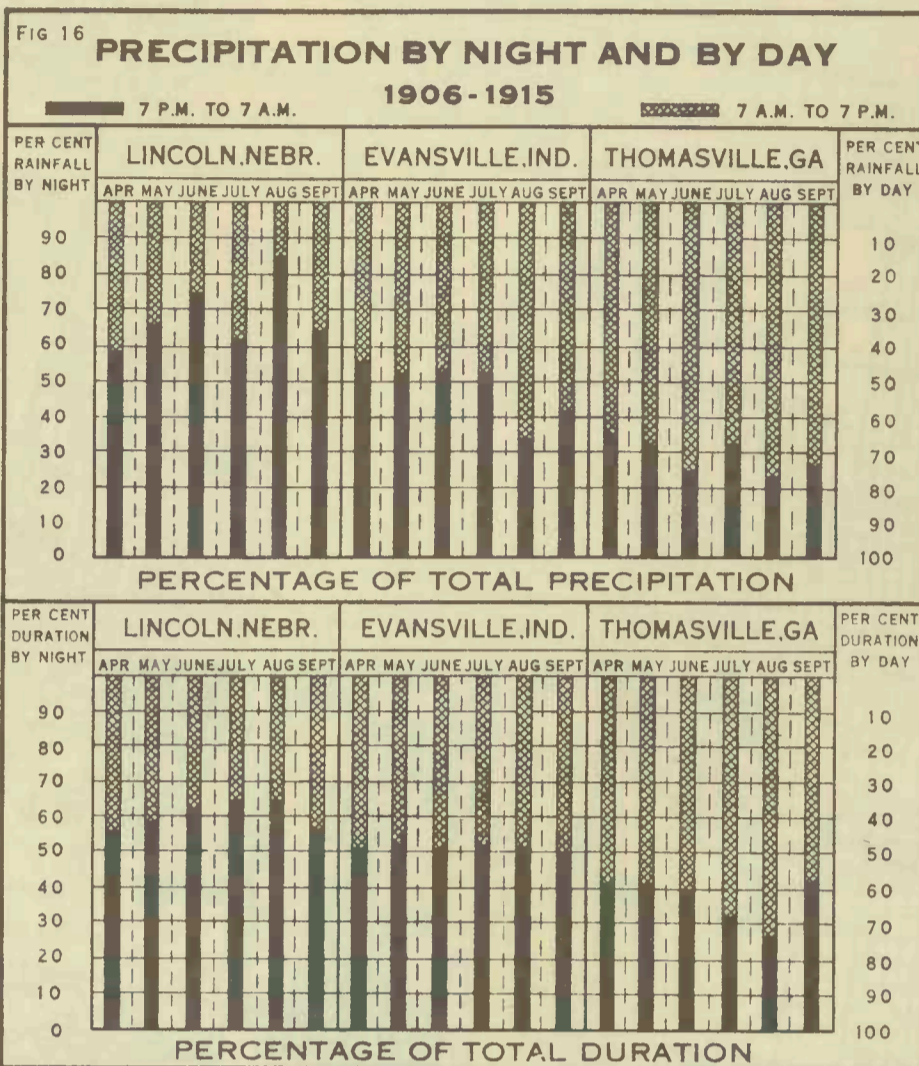 FIG 16
PRECIPITATION BY NIGHT AND BY DAY
1906-1915
7 P.M. TO 7 A.M.
7 A.M. TO 7 P.M.
PER CENT
RAINFALL
BY NIGHT
LINCOLN, NEBR.
EVANSVILLE, IND.
THOMASVILLE, GA
PER CENT
RAINFALL
BY DAY
APR MAY JUNE JULY AUG SEPT
APR MAY JUNE JULY AUG SEPT
APR MAY JUNE JULY AUG SEPT
90
80
70
60
50
40
30
20
10
0
10
20
30
40
50
60
70
80
90
100
PERCENTAGE OF TOTAL PRECIPITATION
PER CENT
DURATION
BY NIGHT
LINCOLN, NEBR.
EVANSVILLE, IND.
THOMASVILLE, GA
PER CENT
DURATION
BY DAY
APR MAY JUNE JULY AUG SEPT
APR MAY JUNE JULY AUG SEPT
APR MAY JUNE JULY AUG SEPT
90
80
70
60
50
40
30
20
10
0
10
20
30
40
50
60
70
80
90
100
PERCENTAGE OF TOTAL DURATION